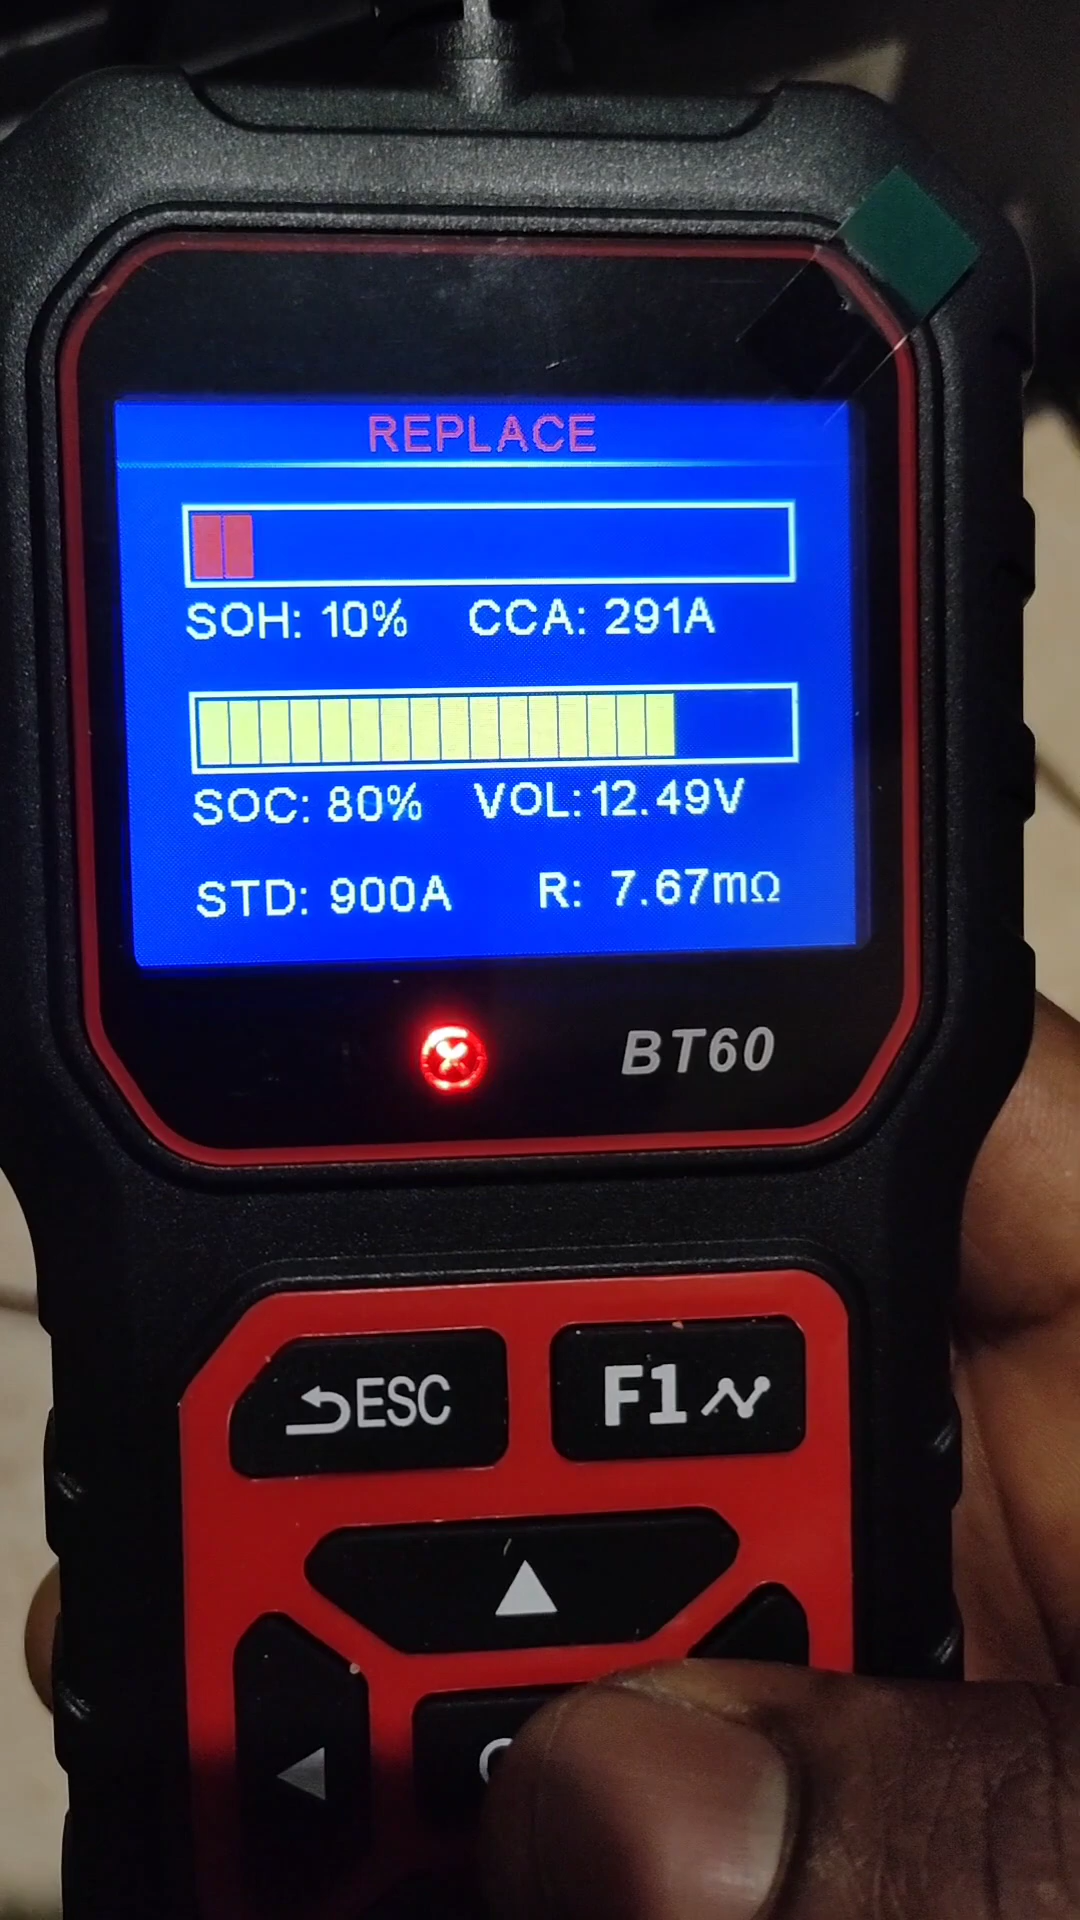 REPLACE
SOH: 10% CCA: 291A
SOC: 80% VOL:12.49V
STD: 900A R: 7.67mΩ
BT60
ESC F1